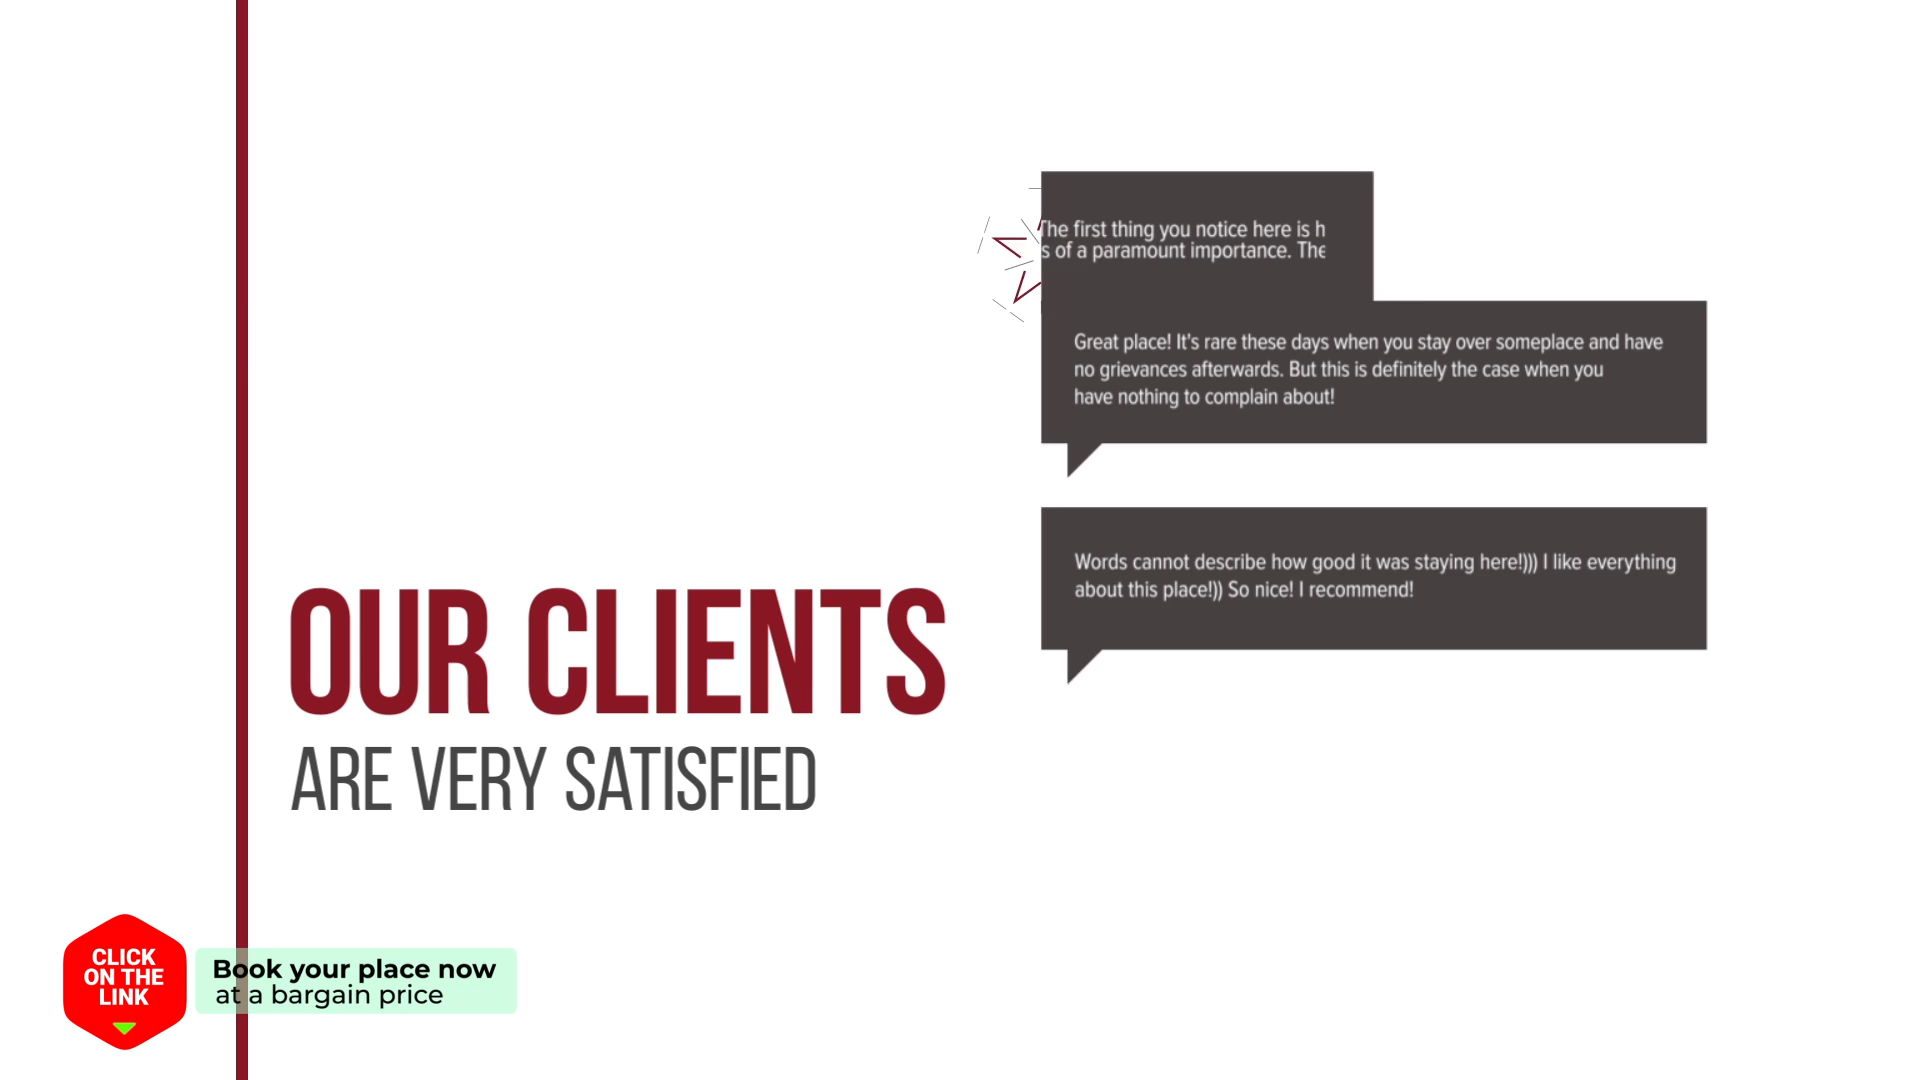 The first thing you notice here is h
s of a paramount importance. The
Great place! It's rare these days when you stay over someplace and have
no grievances afterwards. But this is definitely the case when you
have nothing to complain about!
Words cannot describe how good it was staying here!))) I like everything
about this place!)) So nice! I recommend!
OUR CLIENTS
ARE VERY SATISFIED
CLICK
ON THE
LINK
Book your place now
at a bargain price